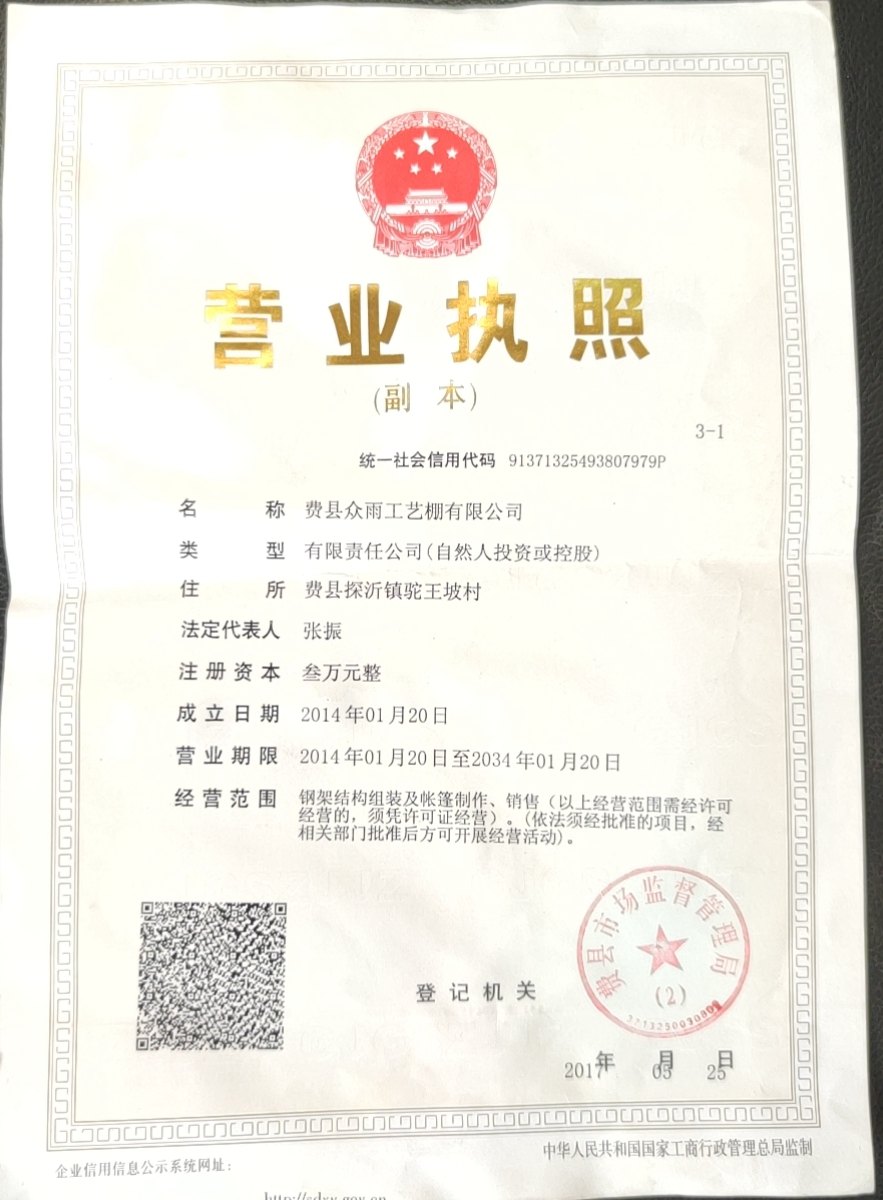 营业执照
(副 本)
3-1
统一社会信用代码 91371325493807979P
名称 费县众雨工艺棚有限公司
类型 有限责任公司(自然人投资或控股)
住所 费县探沂镇驼王坡村
法定代表人 张振
注册资本 叁万元整
成立日期 2014年01月20日
营业期限 2014年01月20日至2034年01月20日
经营范围 钢架结构组装及帐篷制作、销售（以上经营范围需经许可
经营的，须凭许可证经营）。(依法须经批准的项目，经
相关部门批准后方可开展经营活动)。
费县市场监督管理局
(2)
登记机关
2017年05月25日
企业信用信息公示系统网址：
中华人民共和国国家工商行政管理总局监制